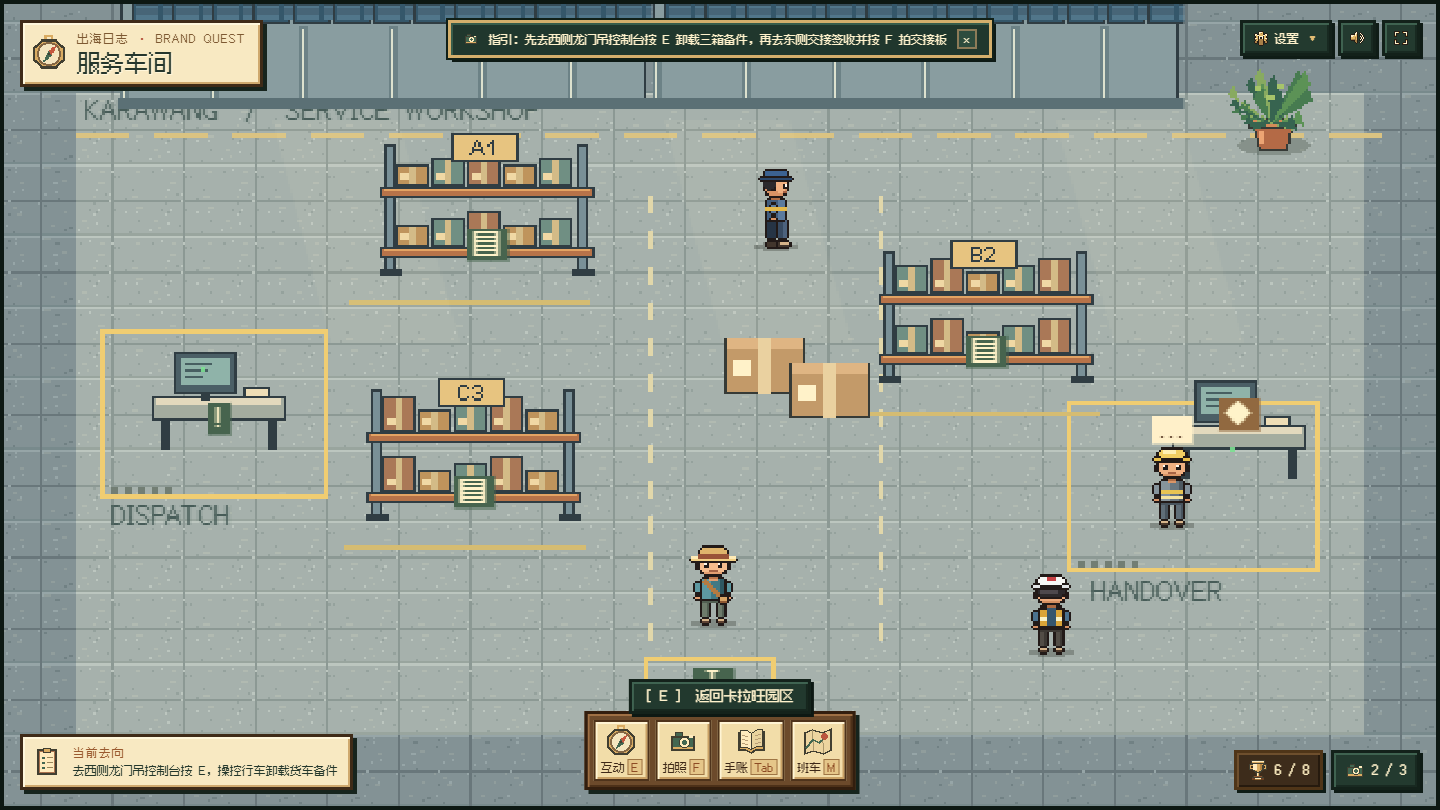 出海日志 · BRAND QUEST
服务车间
指引: 先去西侧龙门吊控制台按 E 卸载三箱备件, 再去东侧交接签收并按 F 拍交接板
×
设置 ▼
KARAWANG / SERVICE WORKSHOP
A1
B2
C3
...
DISPATCH
HANDOVER
[ E ] 返回卡拉旺园区
互动 E
拍照 F
手账 Tab
班车 M
当前去向
去西侧龙门吊控制台按 E, 操控行车卸载货车备件
6 / 8
2 / 3